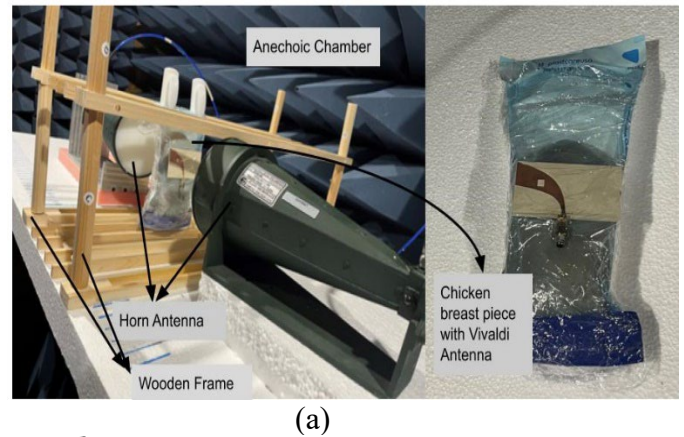 Anechoic Chamber
Horn Antenna
Wooden Frame
Chicken
breast piece
with Vivaldi
Antenna
(a)